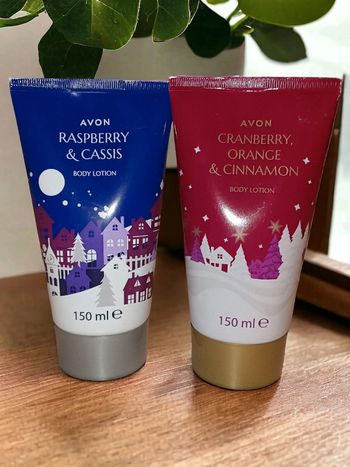 AVON
RASPBERRY
& CASSIS
BODY LOTION
150 ml e
AVON
CRANBERRY,
ORANGE
& CINNAMON
BODY LOTION
150 ml e